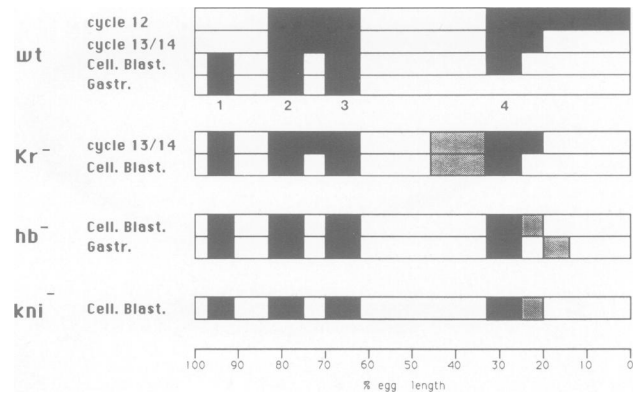 wt
cycle 12
cycle 13/14
Cell. Blast.
Gastr.
1 2 3 4
Kr⁻
cycle 13/14
Cell. Blast.
hb⁻
Cell. Blast.
Gastr.
kni⁻
Cell. Blast.
100 90 80 70 60 50 40 30 20 10 0
% egg length